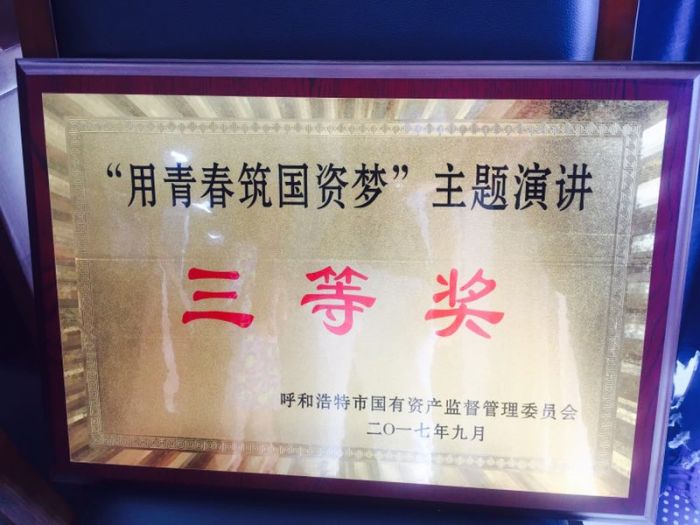 “用青春筑国资梦”主题演讲
三等奖
呼和浩特市国有资产监督管理委员会
二〇一七年九月